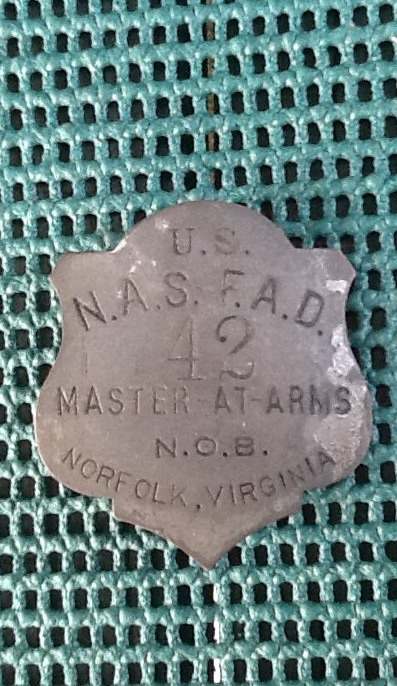 U.S.
N.A.S. F.A.D.
42
MASTER-AT-ARMS
N.O.B.
NORFOLK, VIRGINIA